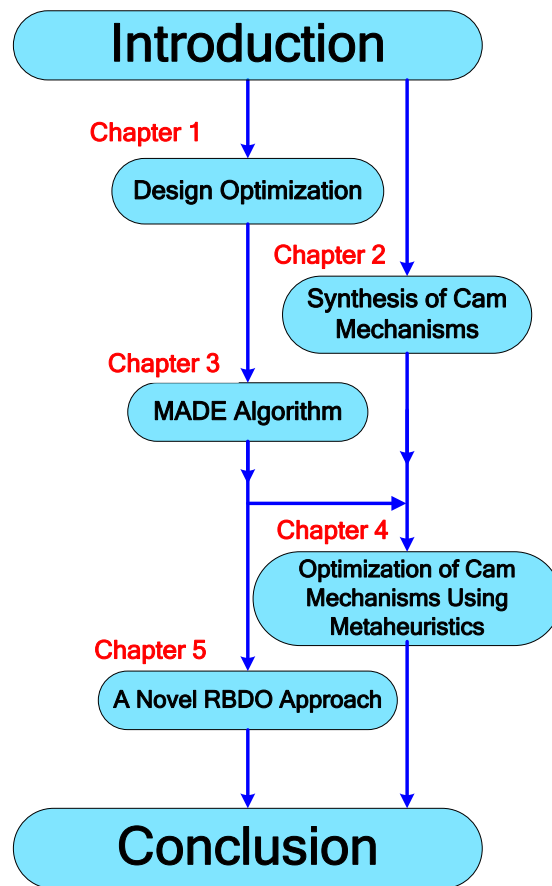 Introduction
Chapter 1
Design Optimization
Chapter 2
Synthesis of Cam
Mechanisms
Chapter 3
MADE Algorithm
Chapter 4
Optimization of Cam
Mechanisms Using
Metaheuristics
Chapter 5
A Novel RBDO Approach
Conclusion